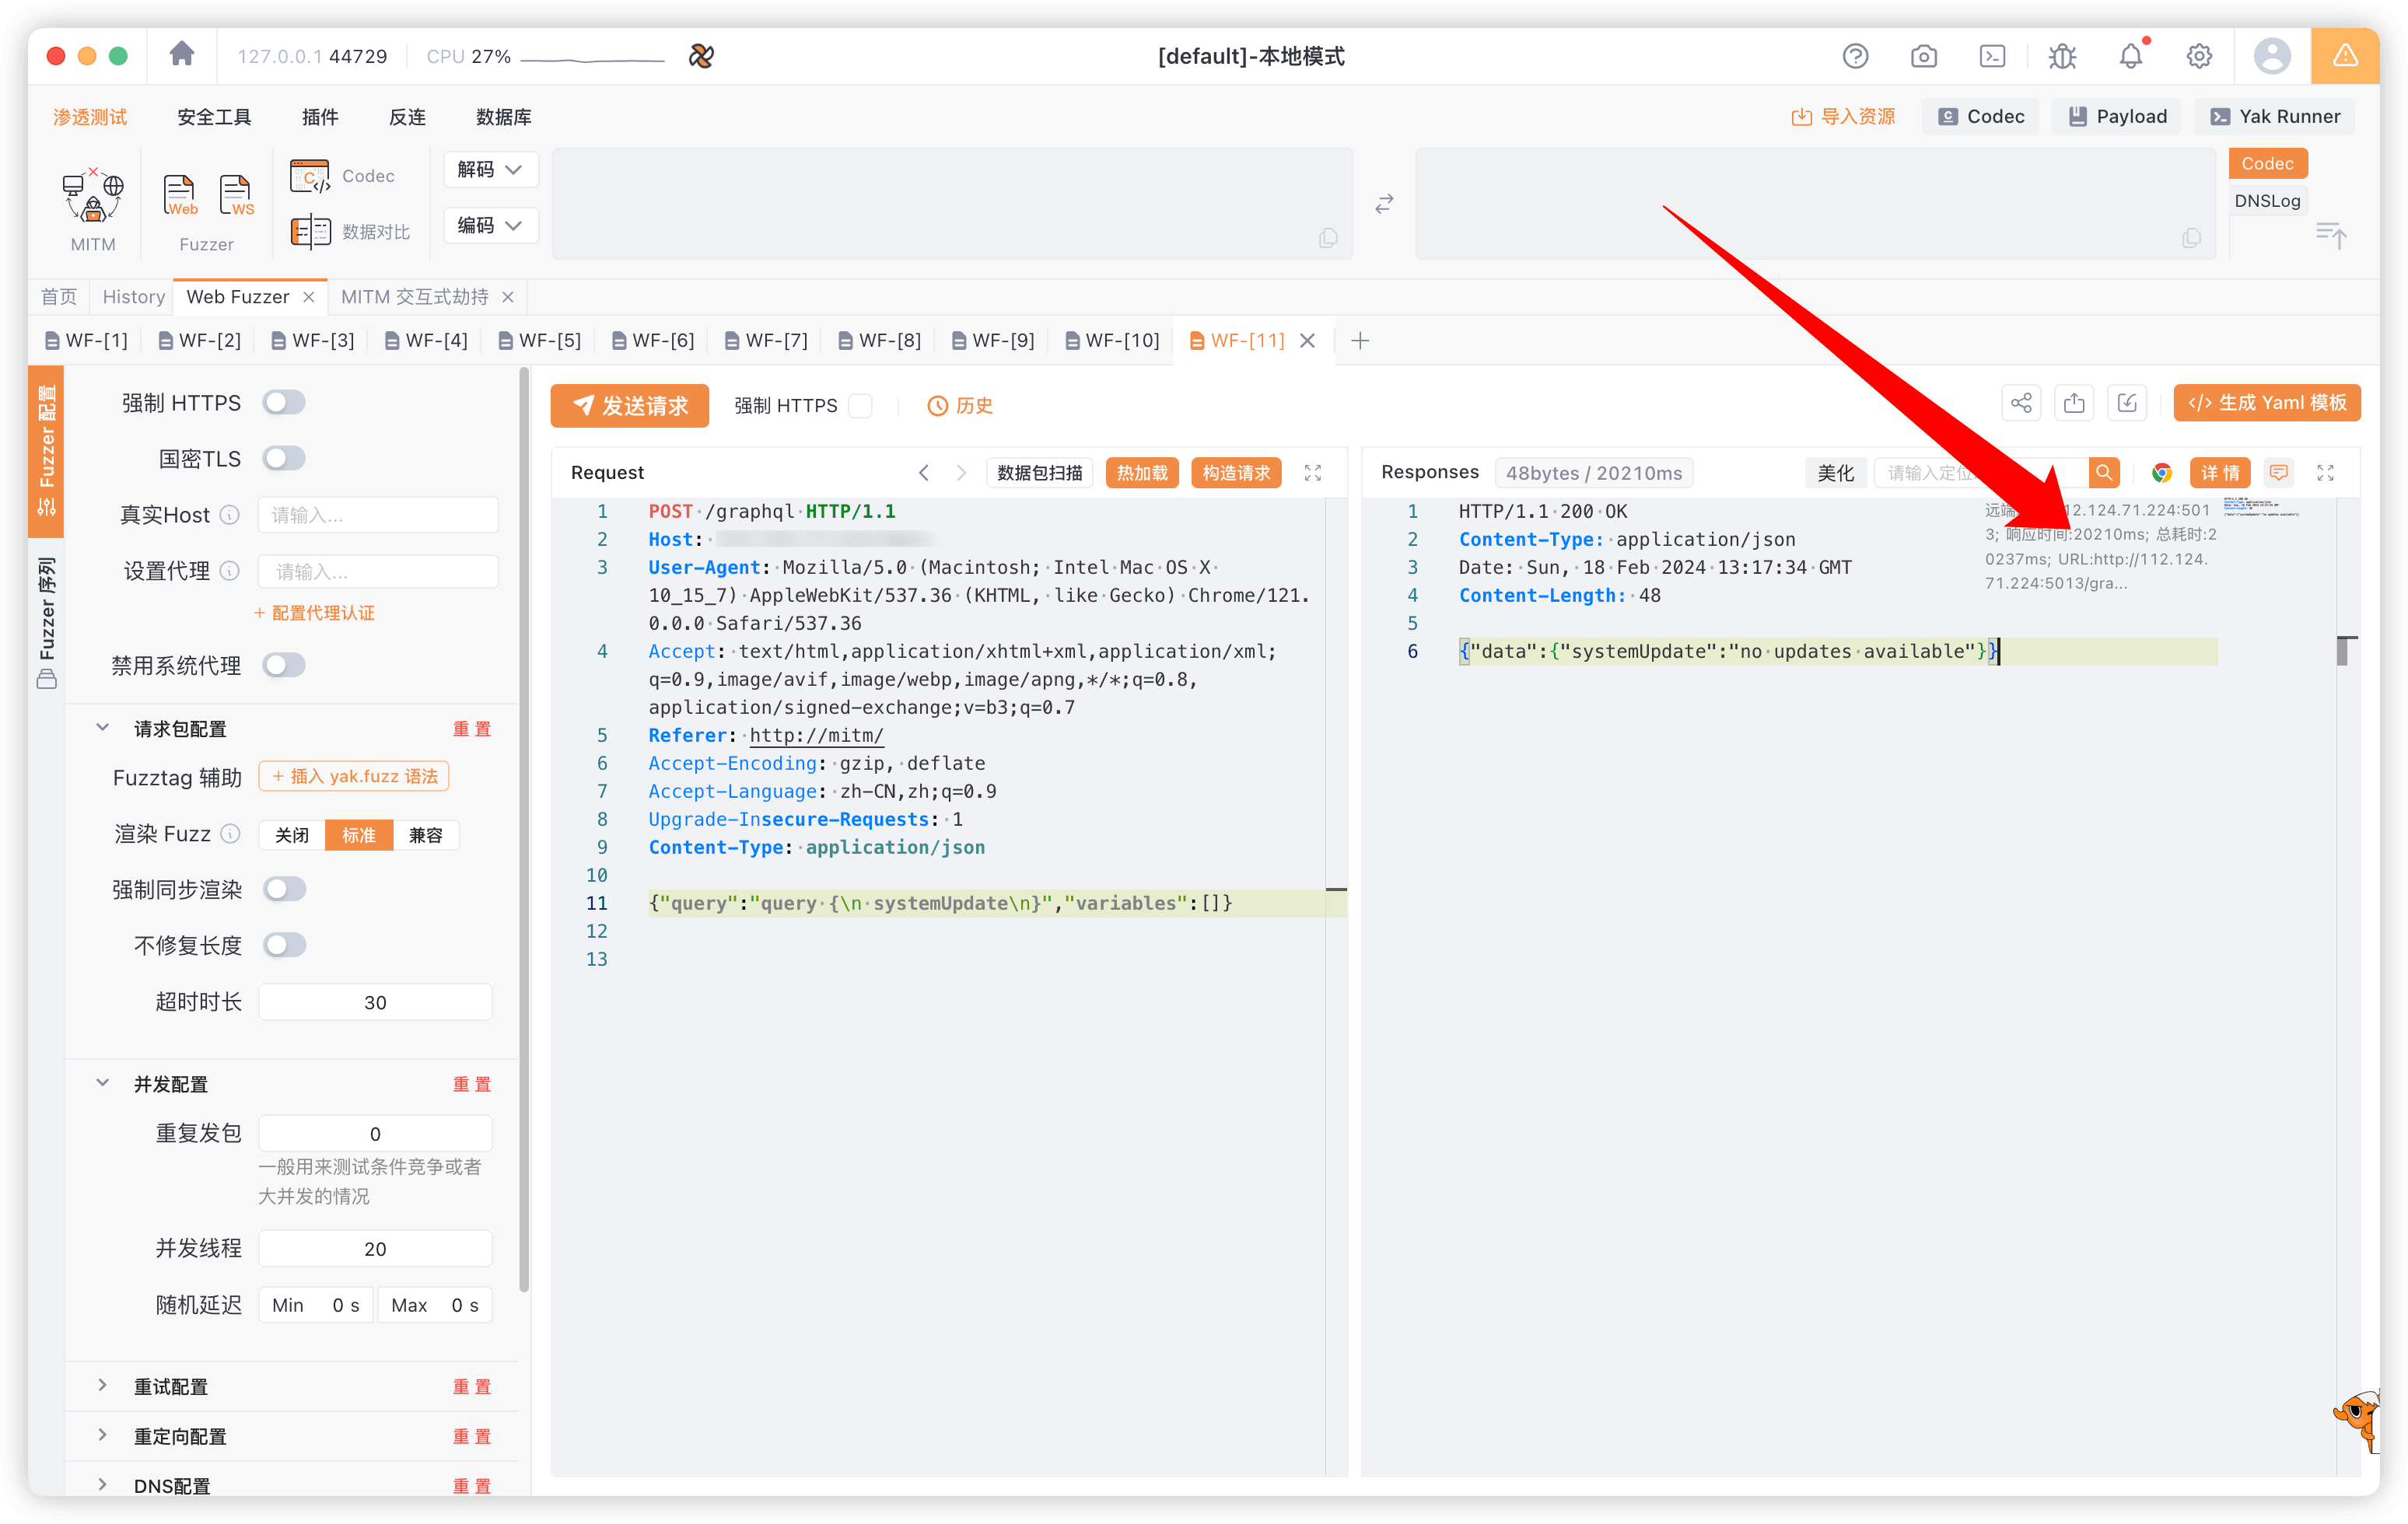 127.0.0.1 44729
CPU 27%
[default]-本地模式
渗透测试
安全工具
插件
反连
数据库
导入资源
Codec
Payload
Yak Runner
MITM
Web
WS
Fuzzer
Codec
数据对比
解码
编码
Codec
DNSLog
首页
History
Web Fuzzer
MITM 交互式劫持
WF-[1]
WF-[2]
WF-[3]
WF-[4]
WF-[5]
WF-[6]
WF-[7]
WF-[8]
WF-[9]
WF-[10]
WF-[11]
Fuzzer 配置
Fuzzer 序列
强制 HTTPS
国密TLS
真实Host
请输入...
设置代理
请输入...
+ 配置代理认证
禁用系统代理
请求包配置
重置
Fuzztag 辅助
+ 插入 yak.fuzz 语法
渲染 Fuzz
关闭
标准
兼容
强制同步渲染
不修复长度
超时时长
30
并发配置
重置
重复发包
0
一般用来测试条件竞争或者
大并发的情况
并发线程
20
随机延迟
Min 0 s
Max 0 s
重试配置
重置
重定向配置
重置
DNS配置
重置
发送请求
强制 HTTPS
历史
生成 Yaml 模板
Request
数据包扫描
热加载
构造请求
1 POST /graphql HTTP/1.1
2 Host:
3 User-Agent: Mozilla/5.0 (Macintosh; Intel Mac OS X
10_15_7) AppleWebKit/537.36 (KHTML, like Gecko) Chrome/121.
0.0.0 Safari/537.36
4 Accept: text/html,application/xhtml+xml,application/xml;
q=0.9,image/avif,image/webp,image/apng,*/*;q=0.8,
application/signed-exchange;v=b3;q=0.7
5 Referer: http://mitm/
6 Accept-Encoding: gzip, deflate
7 Accept-Language: zh-CN,zh;q=0.9
8 Upgrade-Insecure-Requests: 1
9 Content-Type: application/json
10
11 {"query":"query {\n systemUpdate\n}","variables":[]}
12
13
Responses
48bytes / 20210ms
美化
请输入定位
详情
1 HTTP/1.1 200 OK
2 Content-Type: application/json
3 Date: Sun, 18 Feb 2024 13:17:34 GMT
4 Content-Length: 48
5
6 {"data":{"systemUpdate":"no updates available"}}
远端 12.124.71.224:501
3; 响应时间:20210ms; 总耗时:2
0237ms; URL:http://112.124.
71.224:5013/gra...